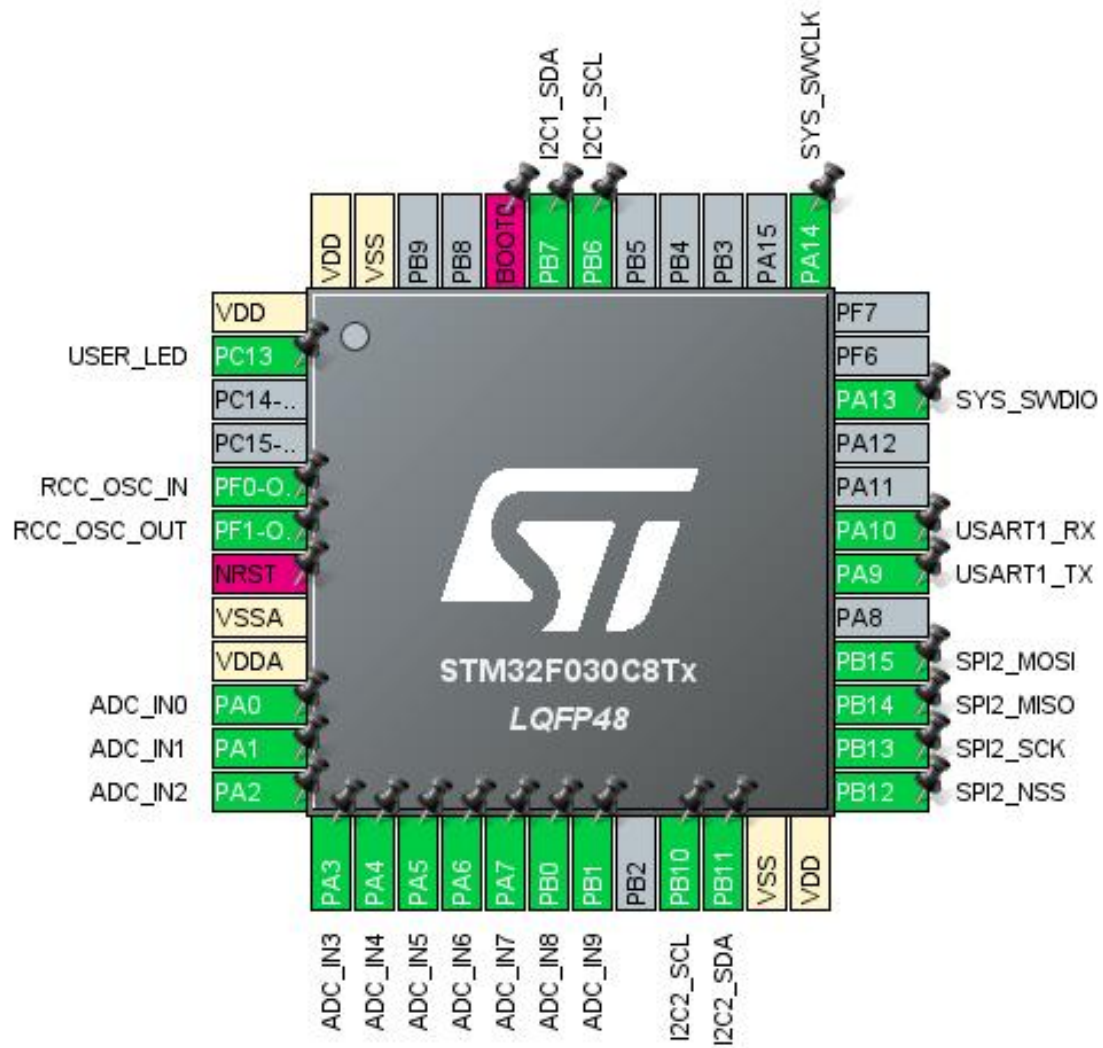 I2C1_SDA
I2C1_SCL
SYS_SWCLK
VDD
VSS
PB9
PB8
BOOT0
PB7
PB6
PB5
PB4
PB3
PA15
PA14
VDD
USER_LED PC13
PC14-..
PC15-..
RCC_OSC_IN PF0-O.
RCC_OSC_OUT PF1-O.
NRST
VSSA
VDDA
ADC_IN0 PA0
ADC_IN1 PA1
ADC_IN2 PA2
ST
STM32F030C8Tx
LQFP48
PF7
PF6
PA13 SYS_SWDIO
PA12
PA11
PA10 USART1_RX
PA9 USART1_TX
PA8
PB15 SPI2_MOSI
PB14 SPI2_MISO
PB13 SPI2_SCK
PB12 SPI2_NSS
PA3
PA4
PA5
PA6
PA7
PB0
PB1
PB2
PB10
PB11
VSS
VDD
ADC_IN3
ADC_IN4
ADC_IN5
ADC_IN6
ADC_IN7
ADC_IN8
ADC_IN9
I2C2_SCL
I2C2_SDA